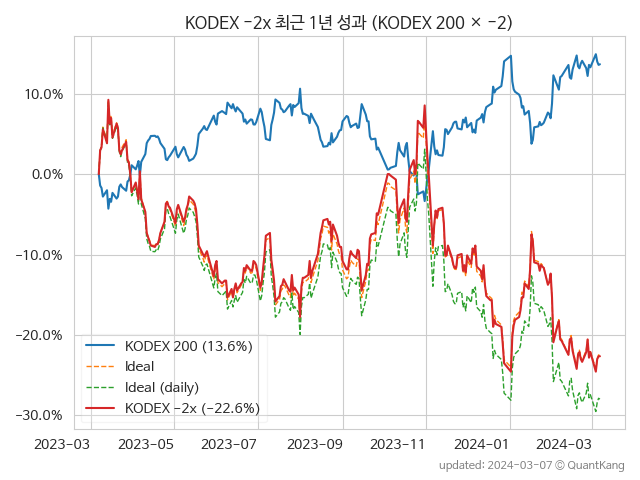 KODEX −2x 최근 1년 성과 (KODEX 200 × −2)
10.0%
0.0%
−10.0%
−20.0%
−30.0%
KODEX 200 (13.6%)
Ideal
Ideal (daily)
KODEX −2x (−22.6%)
2023−03 2023−05 2023−07 2023−09 2023−11 2024−01 2024−03
updated: 2024−03−07 © QuantKang